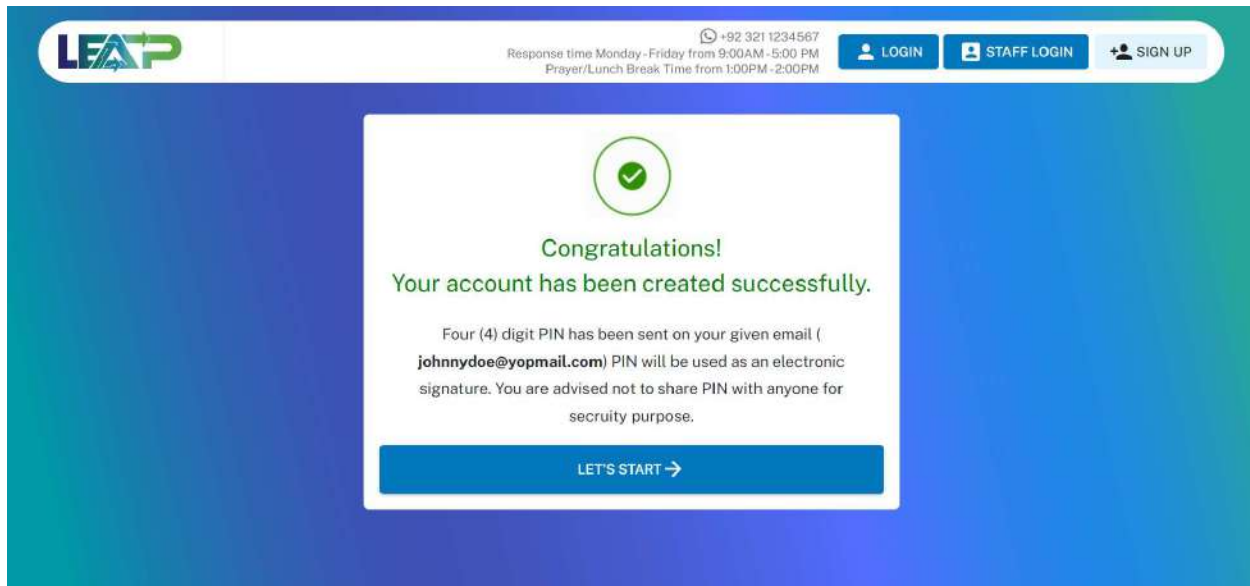 LEAP
+92 321 1234567
Response time Monday-Friday from 9:00AM-5:00 PM
Prayer/Lunch Break Time from 1:00PM-2:00PM
LOGIN
STAFF LOGIN
SIGN UP
Congratulations!
Your account has been created successfully.
Four (4) digit PIN has been sent on your given email (
johnnydoe@yopmail.com) PIN will be used as an electronic
signature. You are advised not to share PIN with anyone for
secruity purpose.
LET'S START